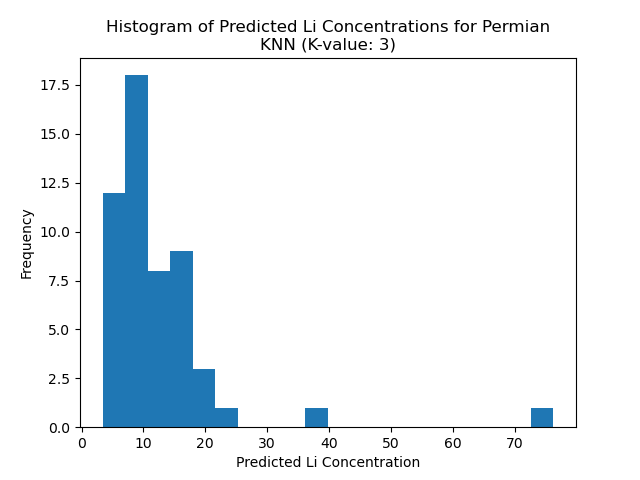 Histogram of Predicted Li Concentrations for Permian
KNN (K-value: 3)
17.5
15.0
12.5
10.0
7.5
5.0
2.5
0.0
Frequency
0 10 20 30 40 50 60 70
Predicted Li Concentration